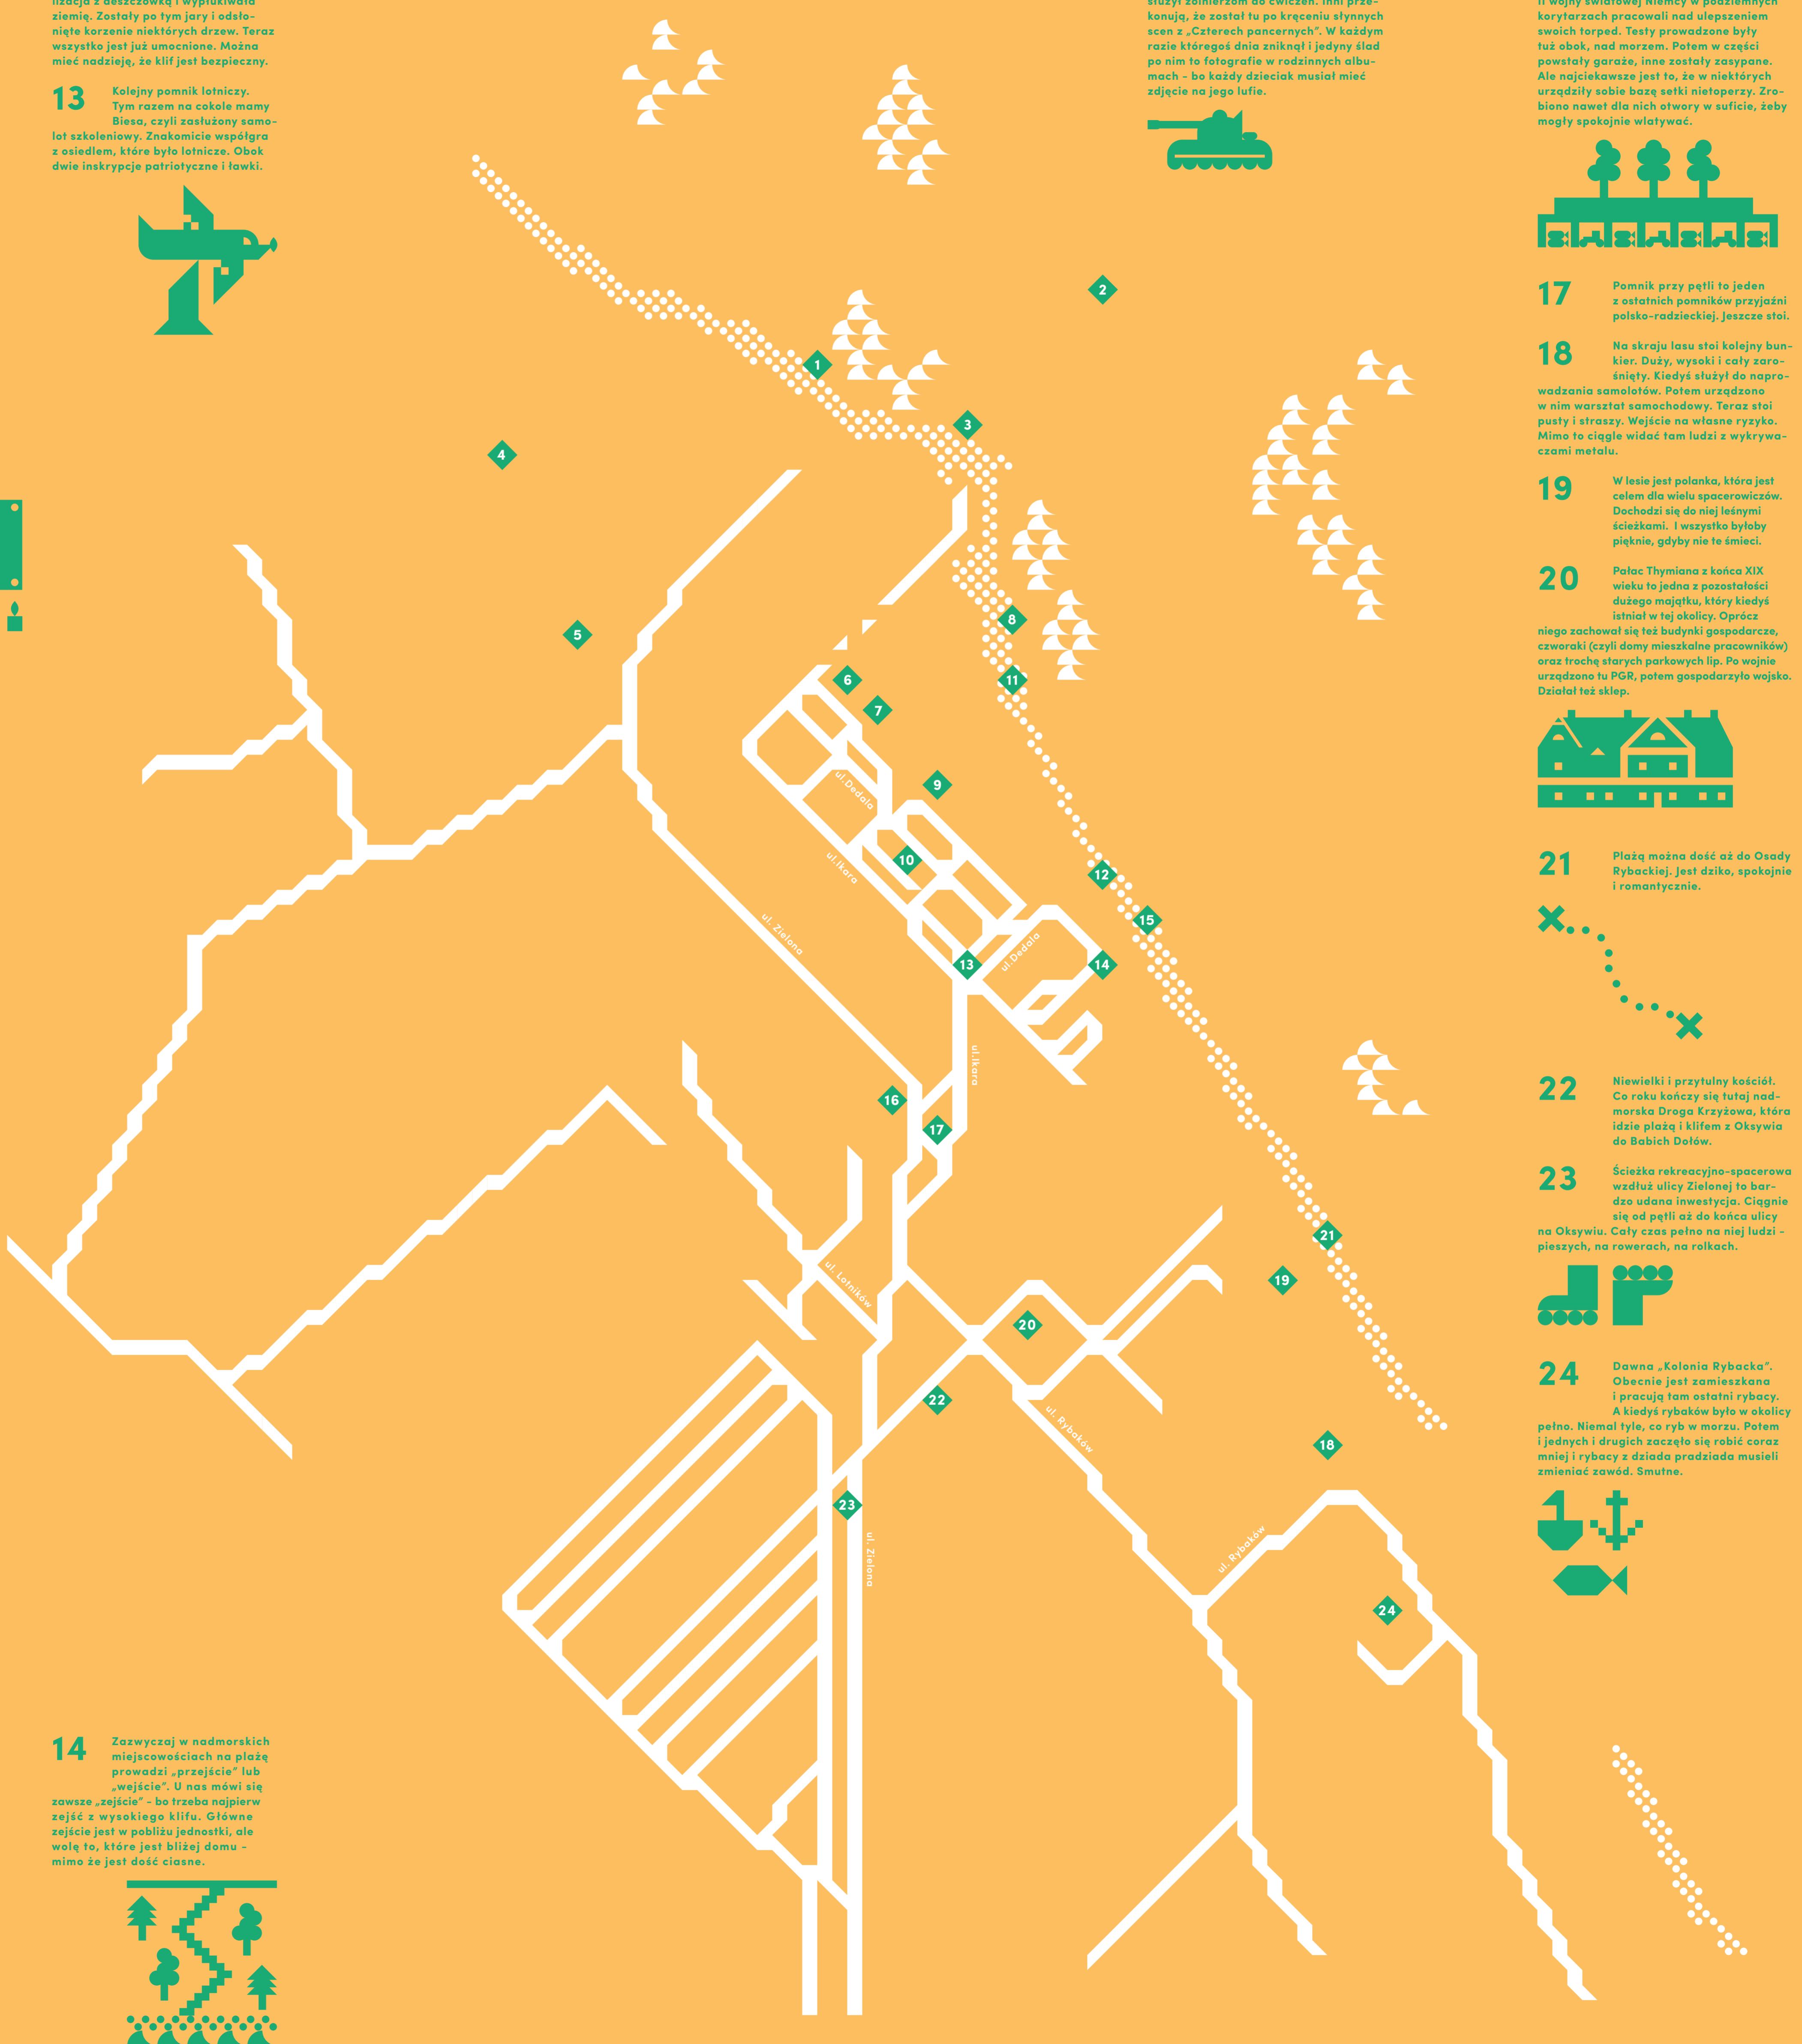 lizacja z deszczówką i wypłukiwała
ziemię. Zostały po tym jary i odsło-
nięte korzenie niektórych drzew. Teraz
wszystko jest już umocnione. Można
mieć nadzieję, że klif jest bezpieczny.
13
Kolejny pomnik lotniczy.
Tym razem na cokole mamy
Biesa, czyli zasłużony samo-
lot szkoleniowy. Znakomicie współgra
z osiedlem, które było lotnicze. Obok
dwie inskrypcje patriotyczne i ławki.
14
Zazwyczaj w nadmorskich
miejscowościach na plażę
prowadzi „przejście” lub
„wejście”. U nas mówi się
zawsze „zejście” - bo trzeba najpierw
zejść z wysokiego klifu. Główne
zejście jest w pobliżu jednostki, ale
wolę to, które jest bliżej domu -
mimo że jest dość ciasne.
służył żołnierzom do ćwiczeń. Inni prze-
konują, że został tu po kręceniu słynnych
scen z „Czterech pancernych”. W każdym
razie któregoś dnia zniknął i jedyny ślad
po nim to fotografie w rodzinnych albu-
mach - bo każdy dzieciak musiał mieć
zdjęcie na jego lufie.
II wojny światowej Niemcy w podziemnych
korytarzach pracowali nad ulepszeniem
swoich torped. Testy prowadzone były
tuż obok, nad morzem. Potem w części
powstały garaże, inne zostały zasypane.
Ale najciekawsze jest to, że w niektórych
urządziły sobie bazę setki nietoperzy. Zro-
biono nawet dla nich otwory w suficie, żeby
mogły spokojnie wlatywać.
17
Pomnik przy pętli to jeden
z ostatnich pomników przyjaźni
polsko-radzieckiej. Jeszcze stoi.
18
Na skraju lasu stoi kolejny bun-
kier. Duży, wysoki i cały zaro-
śnięty. Kiedyś służył do napro-
wadzania samolotów. Potem urządzono
w nim warsztat samochodowy. Teraz stoi
pusty i straszy. Wejście na własne ryzyko.
Mimo to ciągle widać tam ludzi z wykrywa-
czami metalu.
19
W lesie jest polanka, która jest
celem dla wielu spacerowiczów.
Dochodzi się do niej leśnymi
ścieżkami. I wszystko byłoby
pięknie, gdyby nie te śmieci.
20
Pałac Thymiana z końca XIX
wieku to jedna z pozostałości
dużego majątku, który kiedyś
istniał w tej okolicy. Oprócz
niego zachował się też budynki gospodarcze,
czworaki (czyli domy mieszkalne pracowników)
oraz trochę starych parkowych lip. Po wojnie
urządzono tu PGR, potem gospodarzyło wojsko.
Działał też sklep.
21
Plażą można dość aż do Osady
Rybackiej. Jest dziko, spokojnie
i romantycznie.
22
Niewielki i przytulny kościół.
Co roku kończy się tutaj nad-
morska Droga Krzyżowa, która
idzie plażą i klifem z Oksywia
do Babich Dołów.
23
Ścieżka rekreacyjno-spacerowa
wzdłuż ulicy Zielonej to bar-
dzo udana inwestycja. Ciągnie
się od pętli aż do końca ulicy
na Oksywiu. Cały czas pełno na niej ludzi -
pieszych, na rowerach, na rolkach.
24
Dawna „Kolonia Rybacka”.
Obecnie jest zamieszkana
i pracują tam ostatni rybacy.
A kiedyś rybaków było w okolicy
pełno. Niemal tyle, co ryb w morzu. Potem
i jednych i drugich zaczęło się robić coraz
mniej i rybacy z dziada pradziada musieli
zmieniać zawód. Smutne.
2
1
3
4
5
8
6
11
7
9
ul.Dedala
10
ul.Ikara
12
ul. Zielona
15
13
ul.Dedala
14
ul.Ikara
16
17
21
ul. Lotników
19
20
22
ul. Rybaków
18
23
ul. Zielona
ul. Rybaków
24